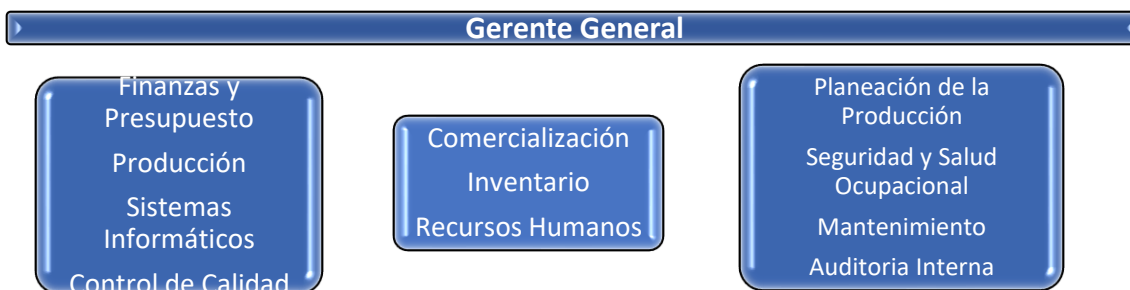 Gerente General
Finanzas y
Presupuesto
Producción
Sistemas
Informáticos
Control de Calidad
Comercialización
Inventario
Recursos Humanos
Planeación de la
Producción
Seguridad y Salud
Ocupacional
Mantenimiento
Auditoria Interna